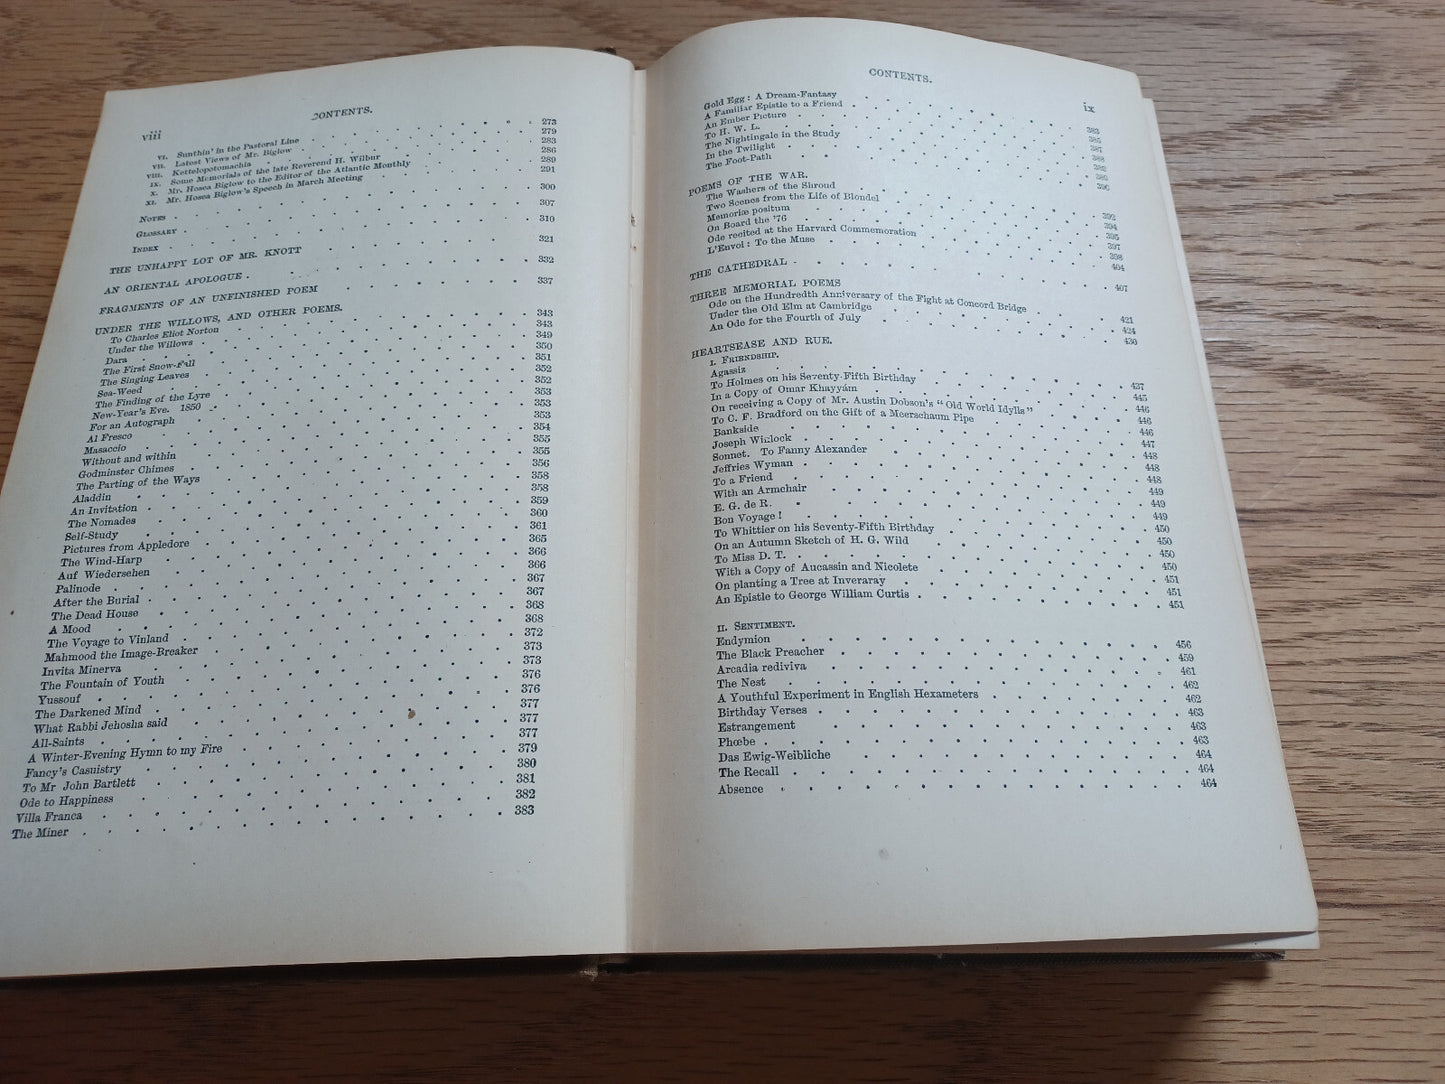 viii
CONTENTS.
VI. Sunthin' in the Pastoral Line 273
VII. Latest Views of Mr. Biglow 279
VIII. Kettelopotomachia 283
IX. Some Memorials of the late Reverend H. Wilbur 286
X. Mr. Hosea Biglow to the Editor of the Atlantic Monthly 289
XI. Mr. Hosea Biglow's Speech in March Meeting 291
NOTES 300
GLOSSARY 307
INDEX 310
THE UNHAPPY LOT OF MR. KNOTT 321
AN ORIENTAL APOLOGUE 332
FRAGMENTS OF AN UNFINISHED POEM 337
UNDER THE WILLOWS, AND OTHER POEMS.
To Charles Eliot Norton 343
Under the Willows 343
Dara 349
The First Snow-Fall 350
The Singing Leaves 351
Sea-Weed 352
The Finding of the Lyre 352
New-Year's Eve. 1850 353
For an Autograph 353
Al Fresco 353
Masaccio 354
Without and within 355
Godminster Chimes 355
The Parting of the Ways 356
Aladdin 358
An Invitation 358
The Nomades 359
Self-Study 360
Pictures from Appledore 361
The Wind-Harp 365
Auf Wiedersehen 366
Palinode 366
After the Burial 367
The Dead House 367
A Mood 368
The Voyage to Vinland 368
Mahmood the Image-Breaker 372
Invita Minerva 373
The Fountain of Youth 373
Yussouf 376
The Darkened Mind 376
What Rabbi Jehosha said 377
All-Saints 377
A Winter-Evening Hymn to my Fire 377
Fancy's Casuistry 379
To Mr John Bartlett 380
Ode to Happiness 381
Villa Franca 382
The Miner 383
CONTENTS.
ix
Gold Egg: A Dream-Fantasy 383
A Familiar Epistle to a Friend 385
An Ember Picture 387
To H. W. L. 388
The Nightingale in the Study
In the Twilight
The Foot-Path
POEMS OF THE WAR.
The Washers of the Shroud 392
Two Scenes from the Life of Blondel 394
Memoriæ positum 395
On Board the '76 397
Ode recited at the Harvard Commemoration 398
L'Envoi: To the Muse 404
THE CATHEDRAL 407
THREE MEMORIAL POEMS
Ode on the Hundredth Anniversary of the Fight at Concord Bridge 421
Under the Old Elm at Cambridge 424
An Ode for the Fourth of July 430
HEARTSEASE AND RUE.
I. FRIENDSHIP.
Agassiz 437
To Holmes on his Seventy-Fifth Birthday 445
In a Copy of Omar Khayyám 446
On receiving a Copy of Mr. Austin Dobson's "Old World Idylls" 446
To C. F. Bradford on the Gift of a Meerschaum Pipe 446
Bankside 447
Joseph Winlock 448
Sonnet. To Fanny Alexander 448
Jeffries Wyman 448
To a Friend 449
With an Armchair 449
E. G. de R. 449
Bon Voyage! 450
To Whittier on his Seventy-Fifth Birthday 450
On an Autumn Sketch of H. G. Wild 450
To Miss D. T. 450
With a Copy of Aucassin and Nicolete 451
On planting a Tree at Inveraray 451
An Epistle to George William Curtis 451
II. SENTIMENT.
Endymion 456
The Black Preacher 459
Arcadia rediviva 461
The Nest 462
A Youthful Experiment in English Hexameters 462
Birthday Verses 463
Estrangement 463
Phœbe 463
Das Ewig-Weibliche 464
The Recall 464
Absence 464